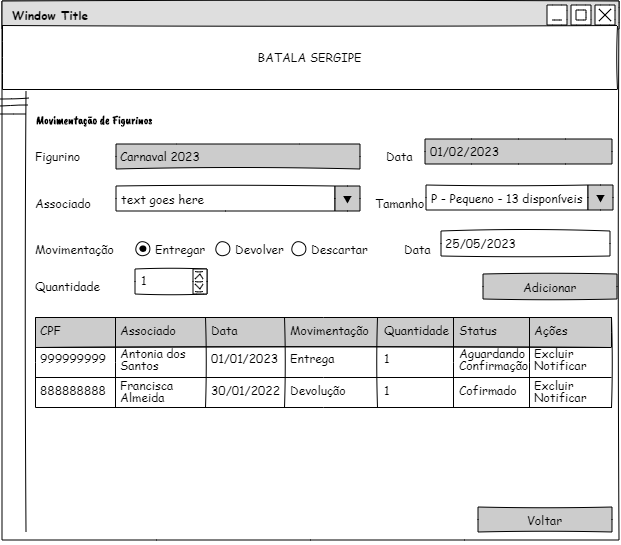 Window Title
BATALA SERGIPE
Movimentação de Figurinos
Figurino Carnaval 2023 Data 01/02/2023
Associado text goes here Tamanho P - Pequeno - 13 disponíveis
Movimentação Entregar Devolver Descartar Data 25/05/2023
Quantidade 1 Adicionar
CPF Associado Data Movimentação Quantidade Status Ações
999999999 Antonia dos Santos 01/01/2023 Entrega 1 Aguardando Confirmação Excluir Notificar
888888888 Francisca Almeida 30/01/2022 Devolução 1 Cofirmado Excluir Notificar
Voltar